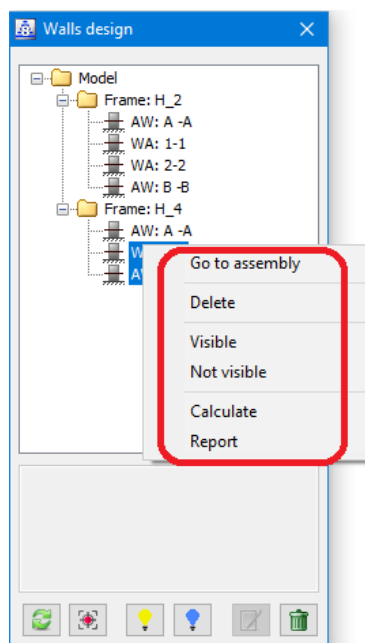 Walls design
Model
Frame: H_2
AW: A -A
WA: 1-1
WA: 2-2
AW: B -B
Frame: H_4
AW: A -A
Go to assembly
Delete
Visible
Not visible
Calculate
Report